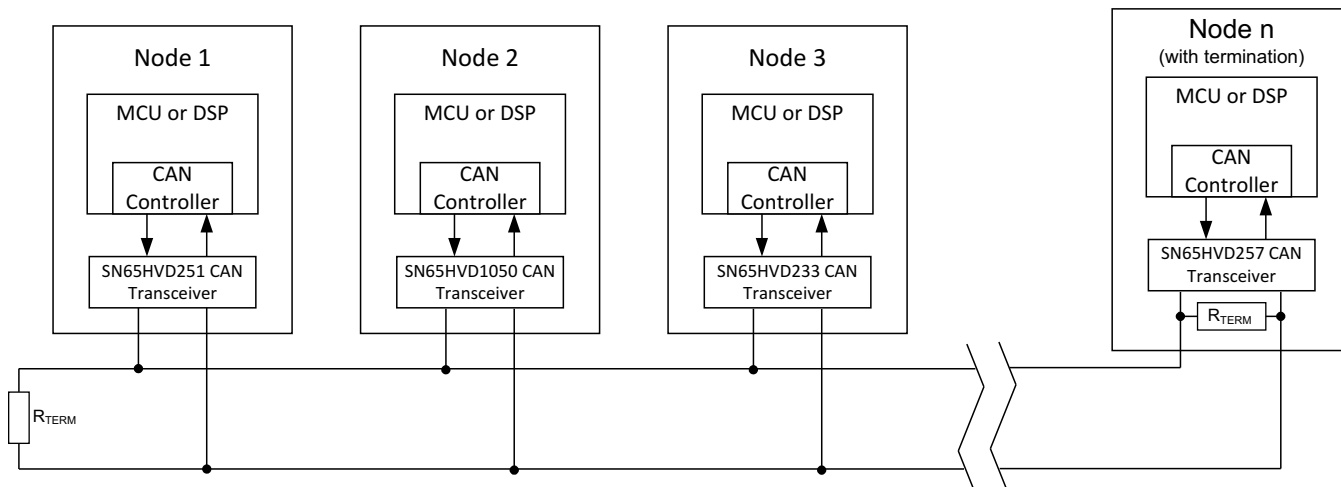 Node 1
MCU or DSP
CAN
Controller
SN65HVD251 CAN
Transceiver
Node 2
MCU or DSP
CAN
Controller
SN65HVD1050 CAN
Transceiver
Node 3
MCU or DSP
CAN
Controller
SN65HVD233 CAN
Transceiver
Node n
(with termination)
MCU or DSP
CAN
Controller
SN65HVD257 CAN
Transceiver
RTERM
RTERM